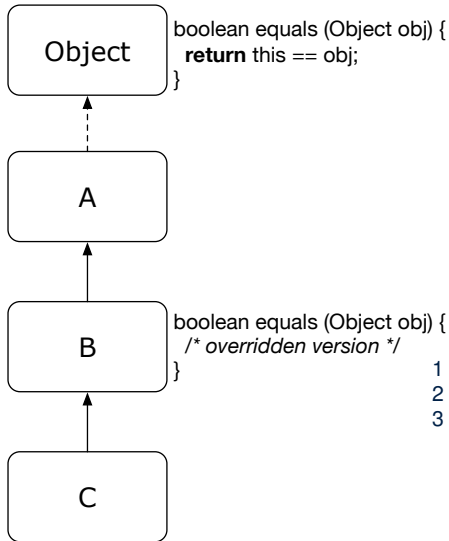 Object
boolean equals (Object obj) {
return this == obj;
}
A
B
boolean equals (Object obj) {
/* overridden version */
}
1
2
3
C